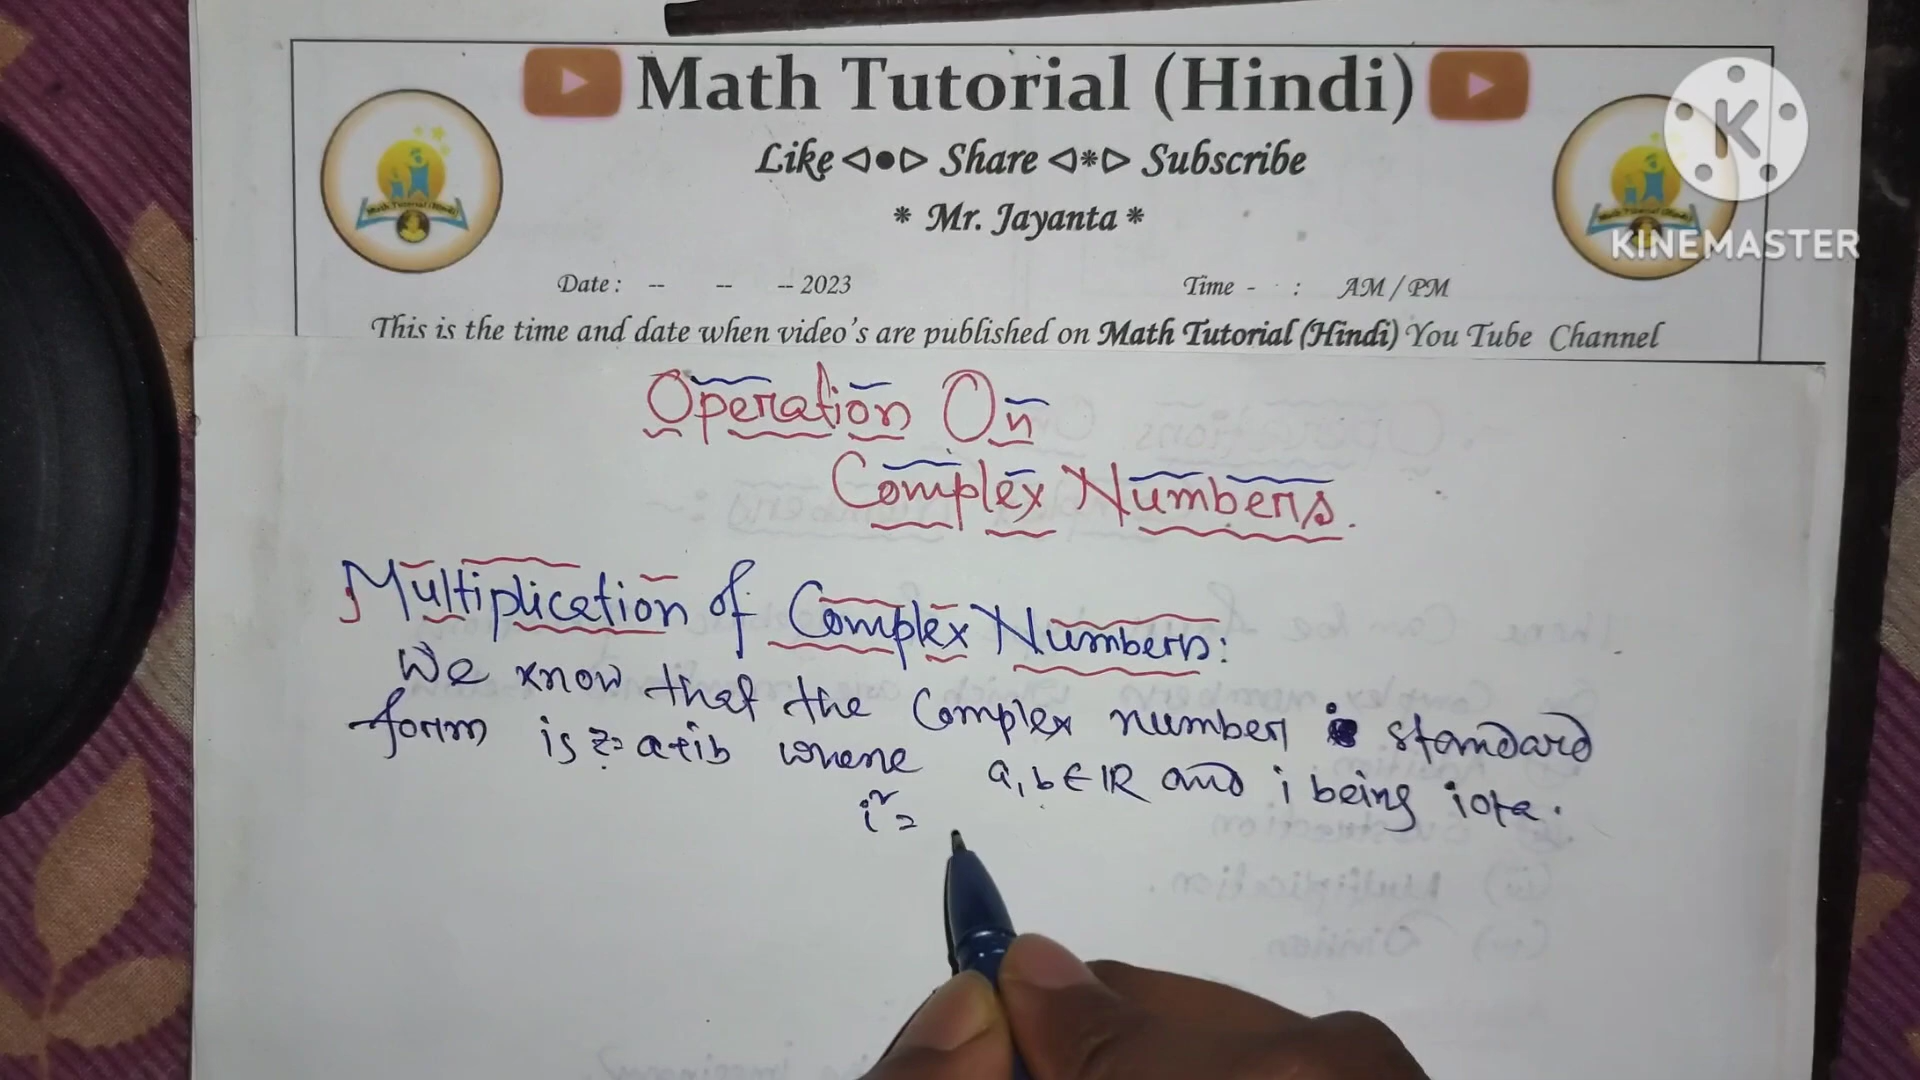 Math Tutorial (Hindi)
Like ◁●▷ Share ◁*▷ Subscribe
* Mr. Jayanta *
KINEMASTER
Date : -- -- -- 2023 Time - : AM / PM
This is the time and date when video's are published on Math Tutorial (Hindi) You Tube Channel
Operation On
Complex Numbers.
Multiplication of Complex Numbers:
We know that the Complex number standard
form is z = a+ib where a, b ∈ IR and i being iota.
i² =